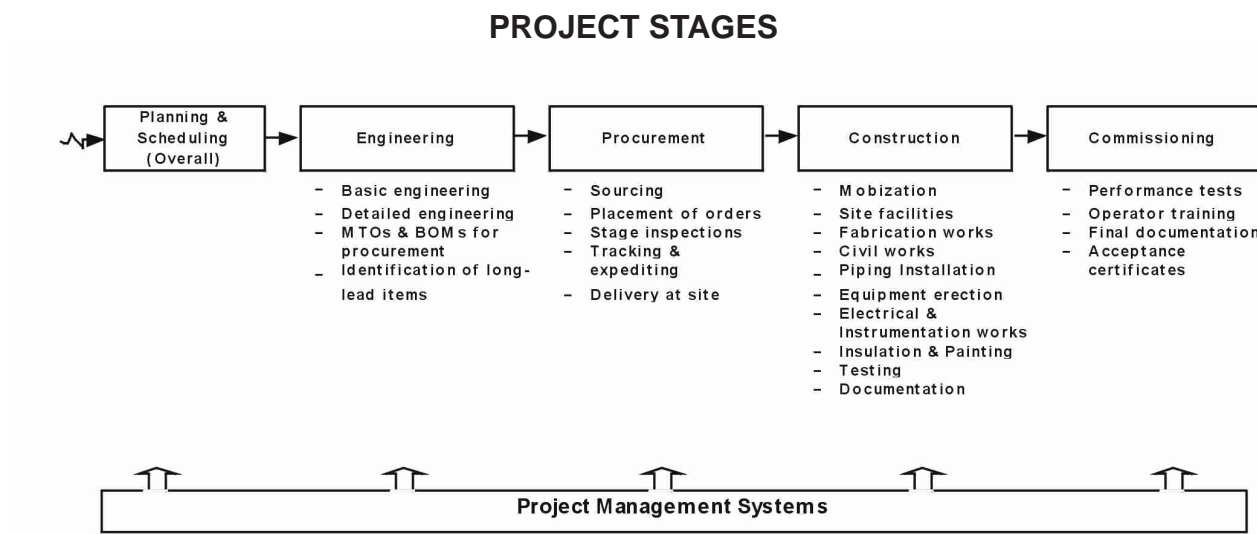 PROJECT STAGES
Planning &
Scheduling
(Overall)
Engineering
Procurement
Construction
Commissioning
– Basic engineering
– Detailed engineering
– MTOs & BOMs for
procurement
– Identification of long-
lead items
– Sourcing
– Placement of orders
– Stage inspections
– Tracking &
expediting
– Delivery at site
– Mobization
– Site facilities
– Fabrication works
– Civil works
– Piping Installation
– Equipment erection
– Electrical &
Instrumentation works
– Insulation & Painting
– Testing
– Documentation
– Performance tests
– Operator training
– Final documentation
– Acceptance
certificates
Project Management Systems